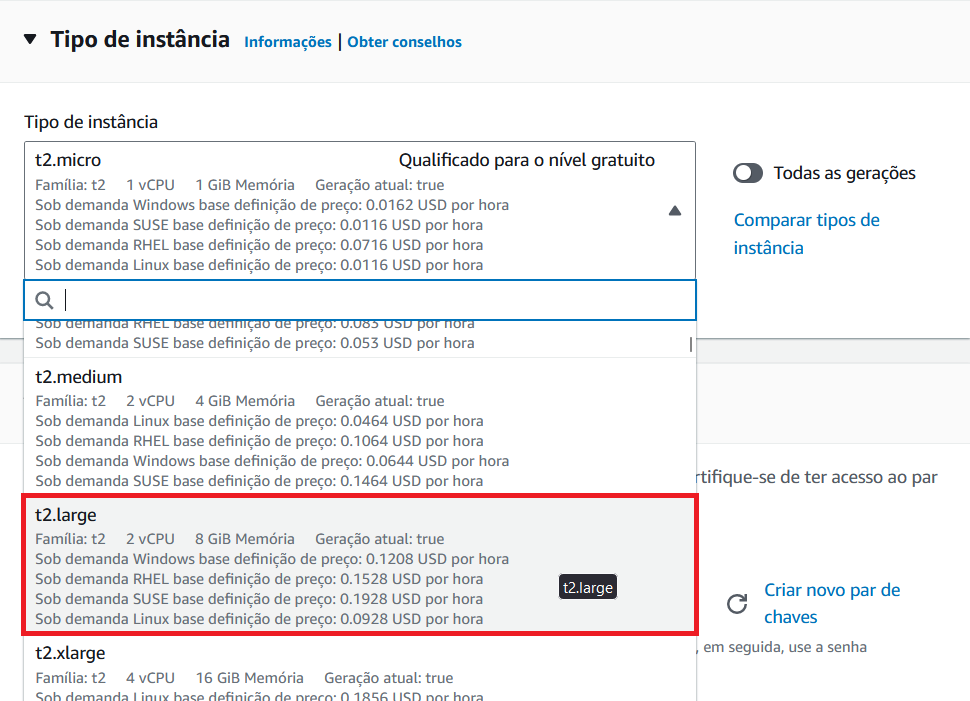 Tipo de instância Informações | Obter conselhos
Tipo de instância
t2.micro Qualificado para o nível gratuito
Família: t2 1 vCPU 1 GiB Memória Geração atual: true
Sob demanda Windows base definição de preço: 0.0162 USD por hora
Sob demanda SUSE base definição de preço: 0.0116 USD por hora
Sob demanda RHEL base definição de preço: 0.0716 USD por hora
Sob demanda Linux base definição de preço: 0.0116 USD por hora
Todas as gerações
Comparar tipos de
instância
Sob demanda RHEL base definição de preço: 0.083 USD por hora
Sob demanda SUSE base definição de preço: 0.053 USD por hora
t2.medium
Família: t2 2 vCPU 4 GiB Memória Geração atual: true
Sob demanda Linux base definição de preço: 0.0464 USD por hora
Sob demanda RHEL base definição de preço: 0.1064 USD por hora
Sob demanda Windows base definição de preço: 0.0644 USD por hora
Sob demanda SUSE base definição de preço: 0.1464 USD por hora
rtifique-se de ter acesso ao par
t2.large
Família: t2 2 vCPU 8 GiB Memória Geração atual: true
Sob demanda Windows base definição de preço: 0.1208 USD por hora
Sob demanda RHEL base definição de preço: 0.1528 USD por hora
Sob demanda SUSE base definição de preço: 0.1928 USD por hora
Sob demanda Linux base definição de preço: 0.0928 USD por hora
t2.large
Criar novo par de
chaves
, em seguida, use a senha
t2.xlarge
Família: t2 4 vCPU 16 GiB Memória Geração atual: true
Sob demanda Linux base definição de preço: 0.1856 USD por hora